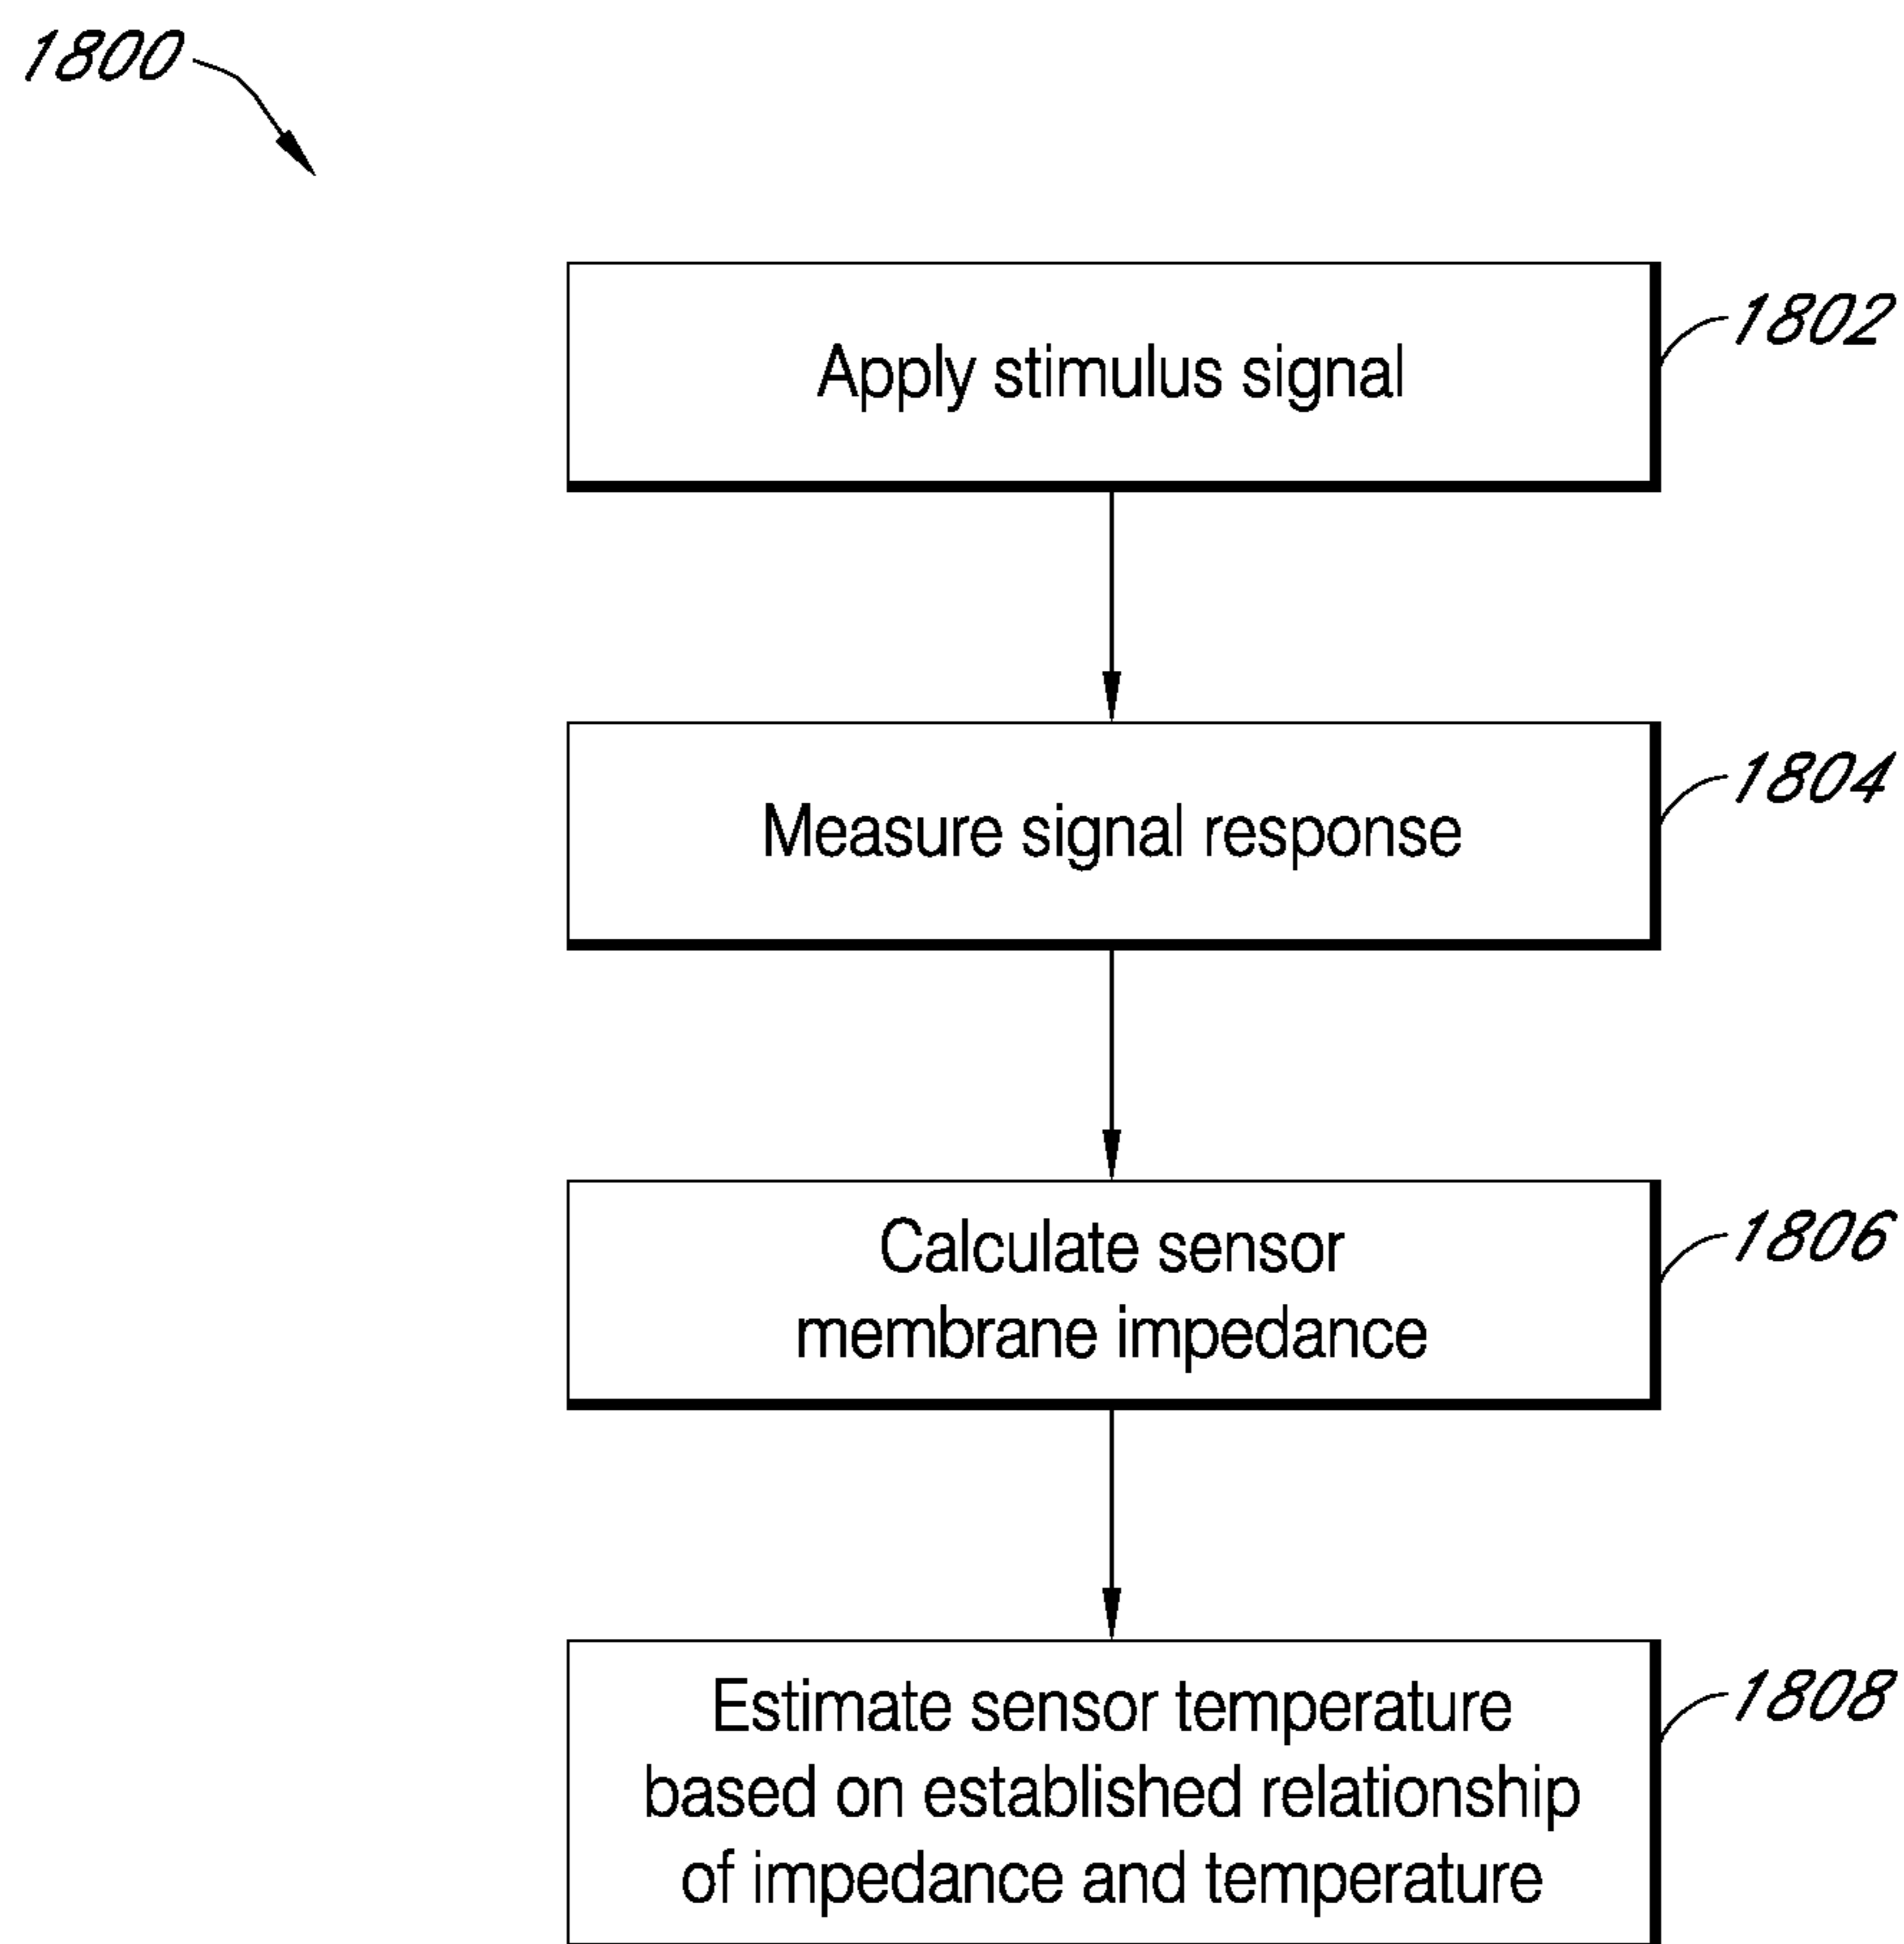 1800
Apply stimulus signal
1802
Measure signal response
1804
Calculate sensor
membrane impedance
1806
Estimate sensor temperature
based on established relationship
of impedance and temperature
1808